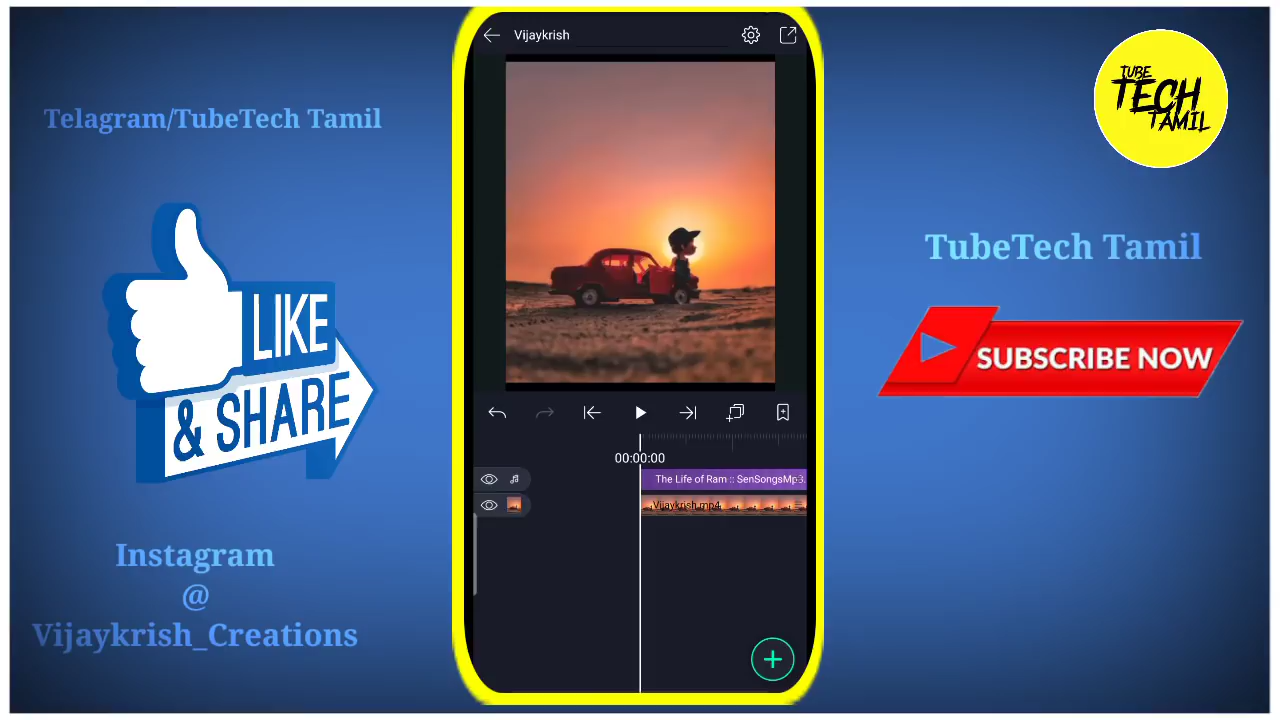 Vijaykrish
Telagram/TubeTech Tamil
TUBE
TECH
TAMIL
TubeTech Tamil
LIKE
& SHARE
SUBSCRIBE NOW
00:00:00
The Life of Ram :: SenSongsMp3.
Vijaykrish.mp4
Instagram
@
Vijaykrish_Creations